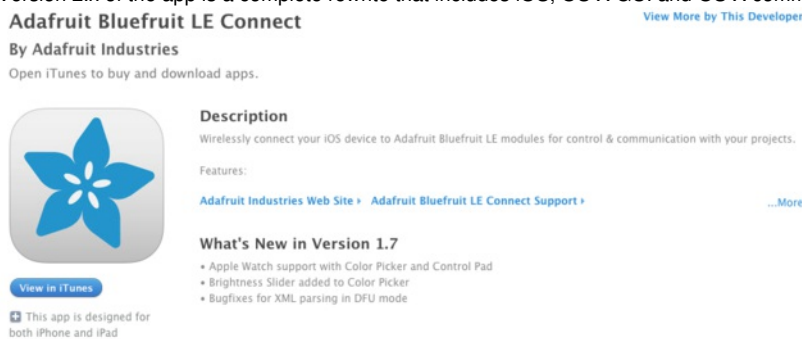 Adafruit Bluefruit LE Connect
View More by This Developer
By Adafruit Industries
Open iTunes to buy and download apps.
Description
Wirelessly connect your iOS device to Adafruit Bluefruit LE modules for control & communication with your projects.
Features:
Adafruit Industries Web Site › Adafruit Bluefruit LE Connect Support ›
...More
What's New in Version 1.7
• Apple Watch support with Color Picker and Control Pad
• Brightness Slider added to Color Picker
• Bugfixes for XML parsing in DFU mode
View in iTunes
This app is designed for
both iPhone and iPad